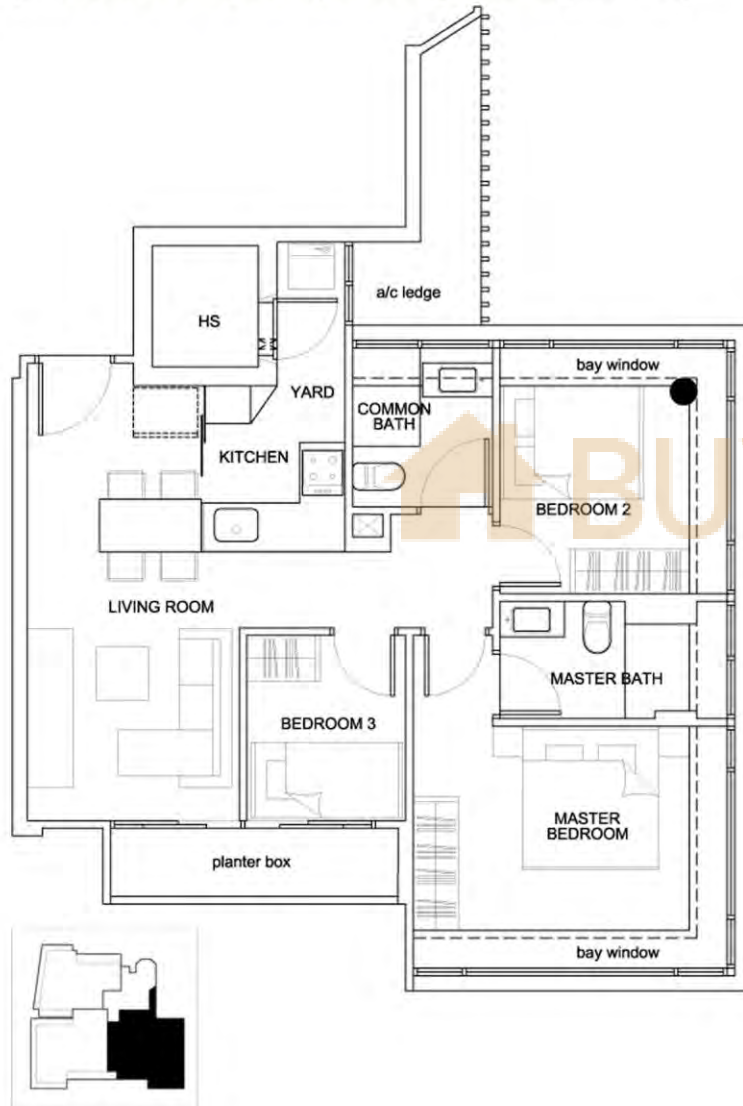 a/c ledge
HS
bay window
YARD
COMMON
BATH
KITCHEN
BU
BEDROOM 2
LIVING ROOM
MASTER BATH
BEDROOM 3
MASTER
BEDROOM
planter box
bay window